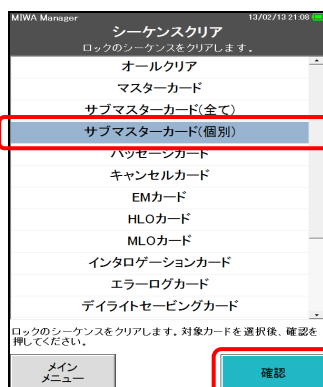 MIWA Manager 13/02/13 21:08
シーケンスクリア
ロックのシーケンスをクリアします.
オールクリア
マスターカード
サブマスターカード(全て)
サブマスターカード(個別)
パッセージカード
キャンセルカード
EMカード
HLOカード
MLOカード
インタロゲーションカード
エラーログカード
デイライトセービングカード
ロックのシーケンスをクリアします. 対象カードを選択後、確認を
押してください.
メイン
メニュー
確認